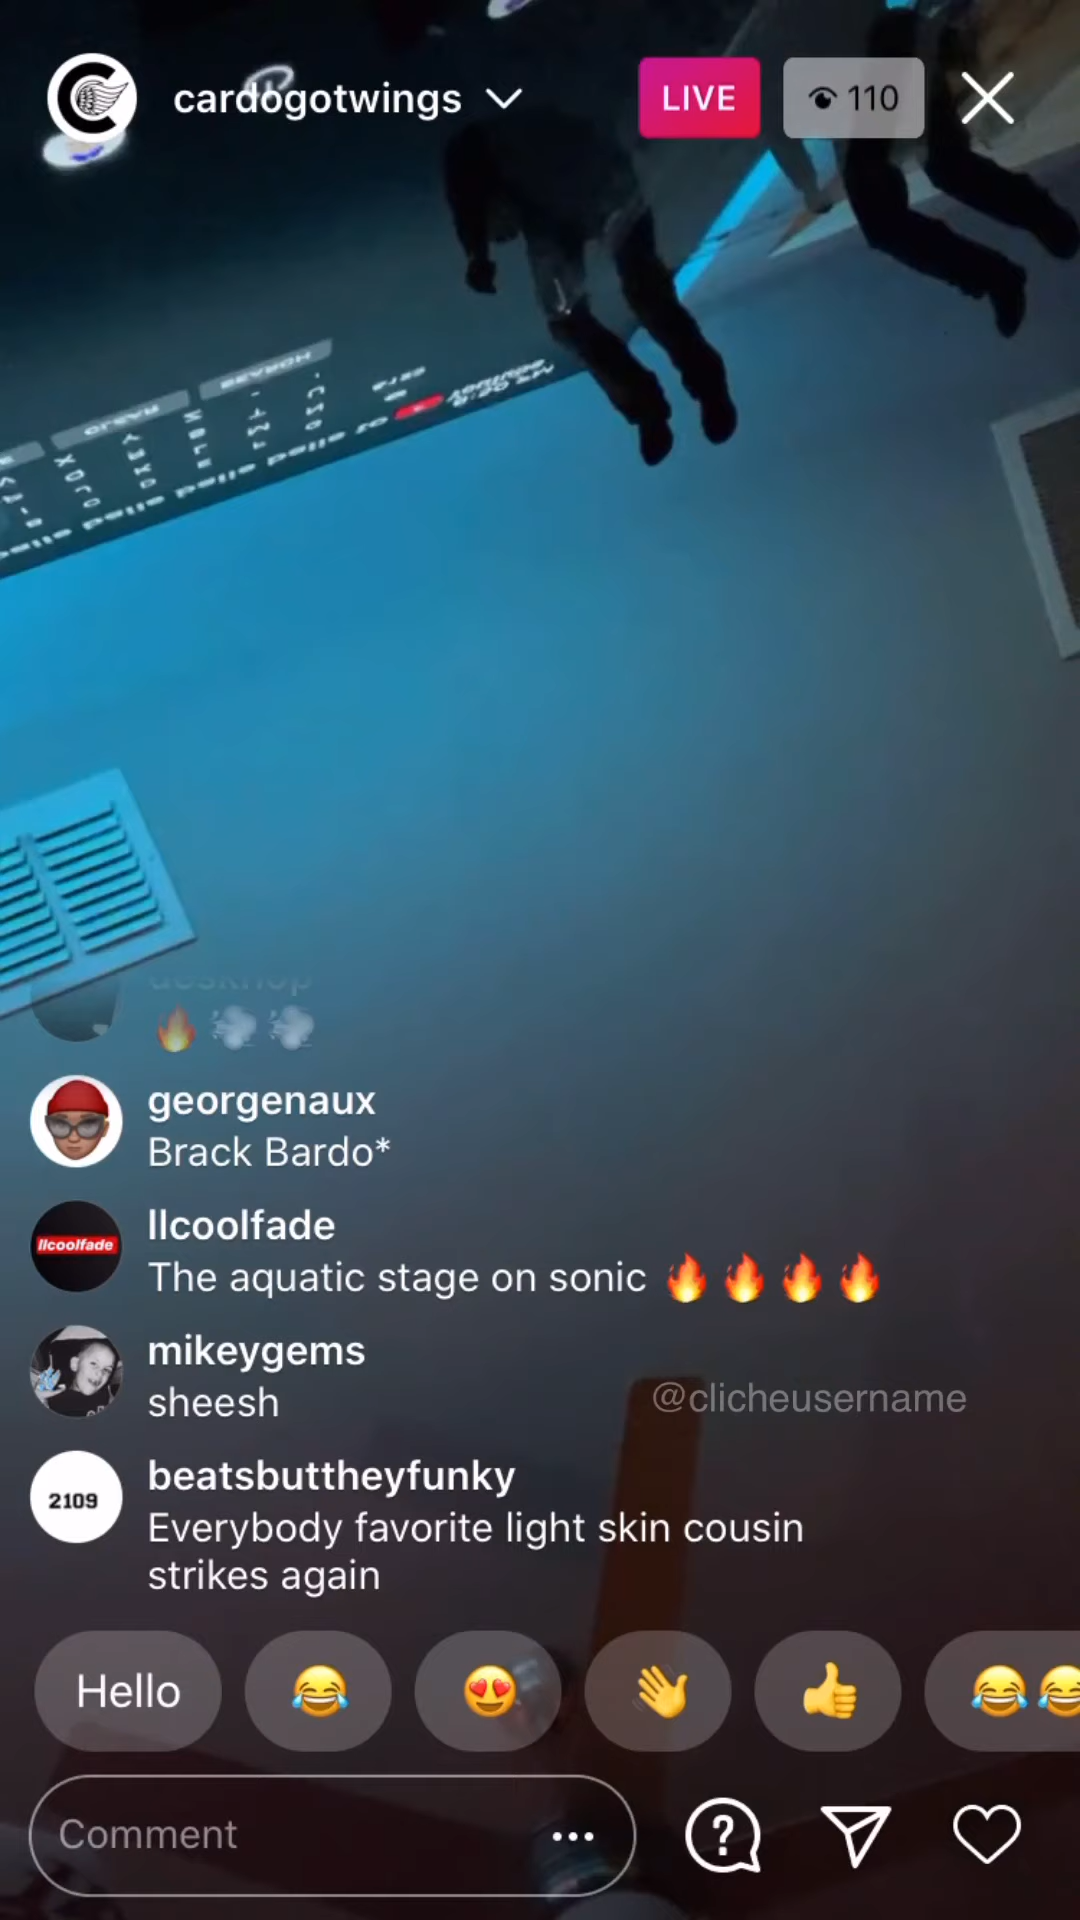 cardogotwings
LIVE
110
🔥 💨 💨
georgenaux
Brack Bardo*
llcoolfade
llcoolfade
The aquatic stage on sonic 🔥 🔥 🔥 🔥
mikeygems
sheesh
@clicheusername
beatsbuttheyfunky
2109
Everybody favorite light skin cousin
strikes again
Hello
😂
😍
👋
👍
😂😂
Comment